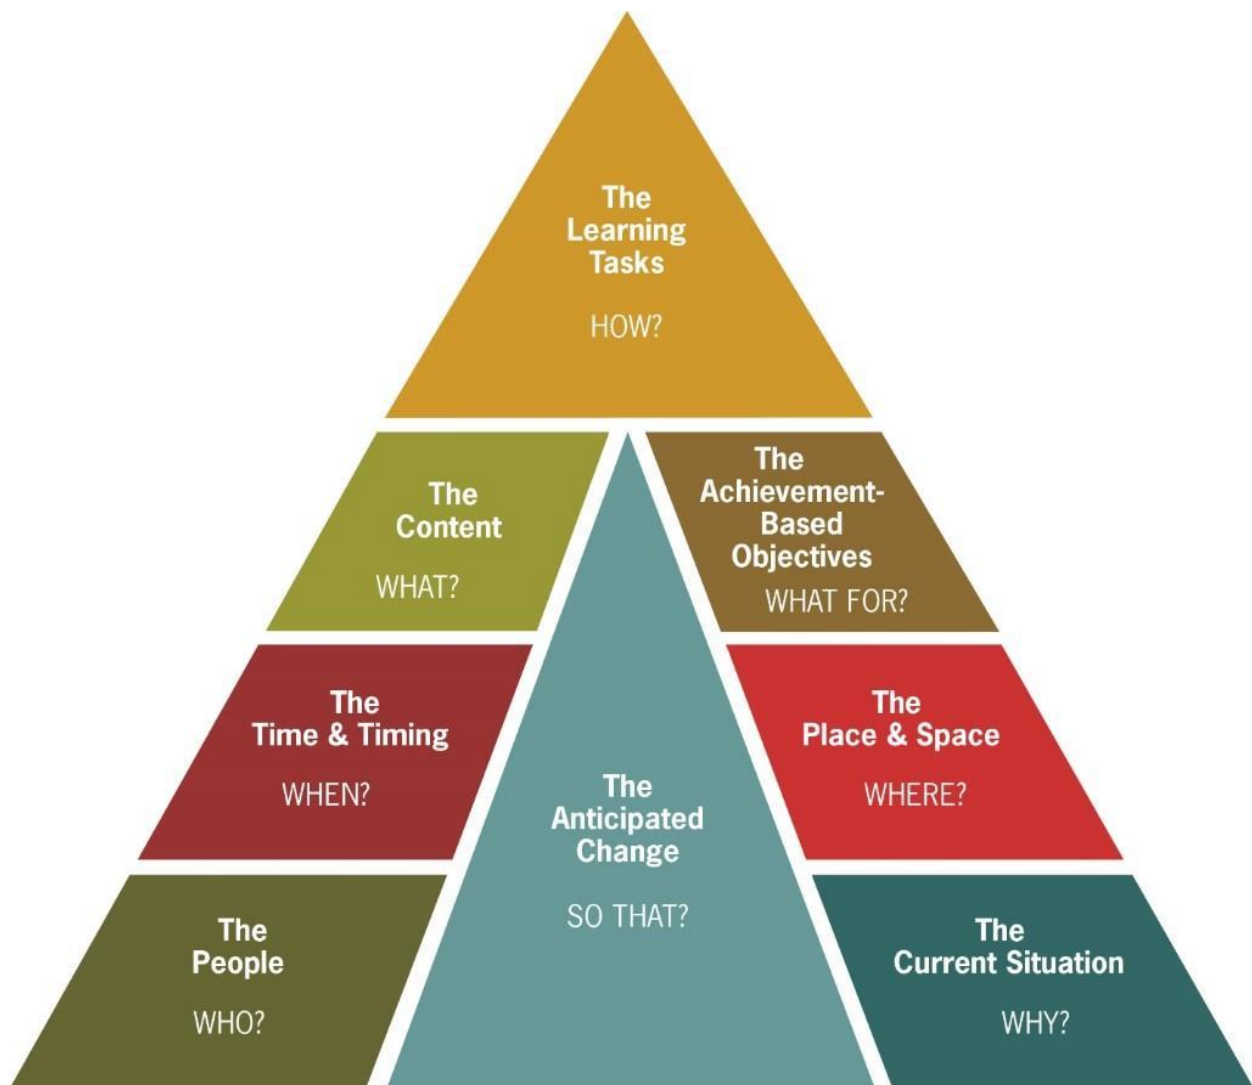 The
Learning
Tasks
HOW?
The
Content
WHAT?
The
Achievement-
Based
Objectives
WHAT FOR?
The
Time & Timing
WHEN?
The
Place & Space
WHERE?
The
Anticipated
Change
SO THAT?
The
People
WHO?
The
Current Situation
WHY?